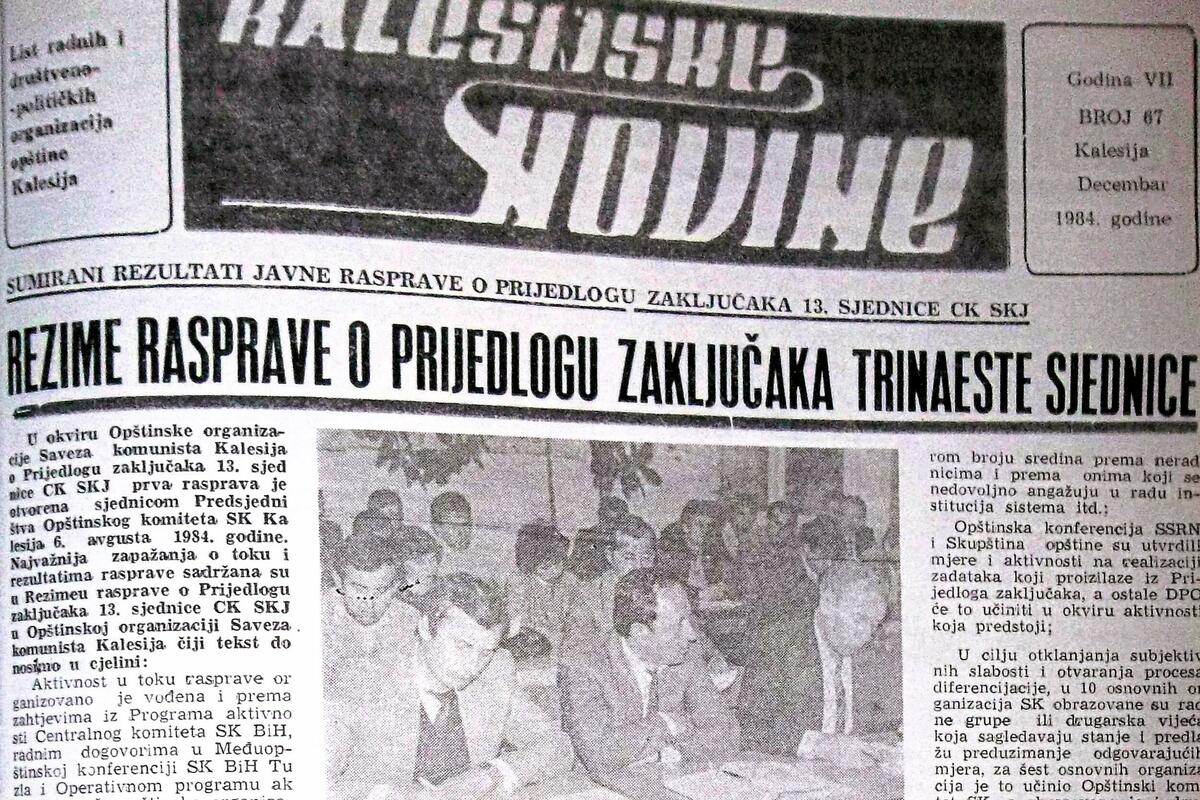 List radnih i
društveno-
-političkih
organizacija
opštine
Kalesija
KALESIJSKE
NOVINE
Godina VII
BROJ 67
Kalesija
Decembar
1984. godine
SUMIRANI REZULTATI JAVNE RASPRAVE O PRIJEDLOGU ZAKLJUČAKA 13. SJEDNICE CK SKJ
REZIME RASPRAVE O PRIJEDLOGU ZAKLJUČAKA TRINAESTE SJEDNICE
U okviru Opštinske organiza-
cije Saveza komunista Kalesija
o Prijedlogu zaključaka 13. sjed
nice CK SKJ prva rasprava je
otvorena sjednicom Predsjedni
štva Opštinskog komiteta SK Ka
lesija 6. avgusta 1984. godine.
Najvažnija zapažanja o toku i
rezultatima rasprave sadržana su
u Rezimeu rasprave o Prijedlogu
zaključaka 13. sjednice CK SKJ
u Opštinskoj organizaciji Saveza
komunista Kalesija čiji tekst do
nosimo u cjelini:
Aktivnost u toku rasprave or
ganizovano je vođena i prema
zahtjevima iz Programa aktivno
sti Centralnog komiteta SK BiH,
radnim dogovorima u Međuop-
štinskoj konferenciji SK BiH Tu
zla i Operativnom programu ak
rom broju sredina prema nerad
nicima i prema onima koji se
nedovoljno angažuju u radu in-
stitucija sistema itd.;
Opštinska konferencija SSRN
i Skupština opštine su utvrdili
mjere i aktivnosti na realizaciji
zadataka koji proizilaze iz Pri-
jedloga zaključaka, a ostale DPO
će to učiniti u okviru aktivnost
koja predstoji;
U cilju otklanjanja subjektiv
nih slabosti i otvaranja procesa
diferencijacije, u 10 osnovnih or
ganizacija SK obrazovane su rad
ne grupe ili drugarska vijeća
koja sagledavaju stanje i predla
žu preduzimanje odgovarajućih
mjera, za šest osnovnih organiza
cija je to učinio Opštinski kom